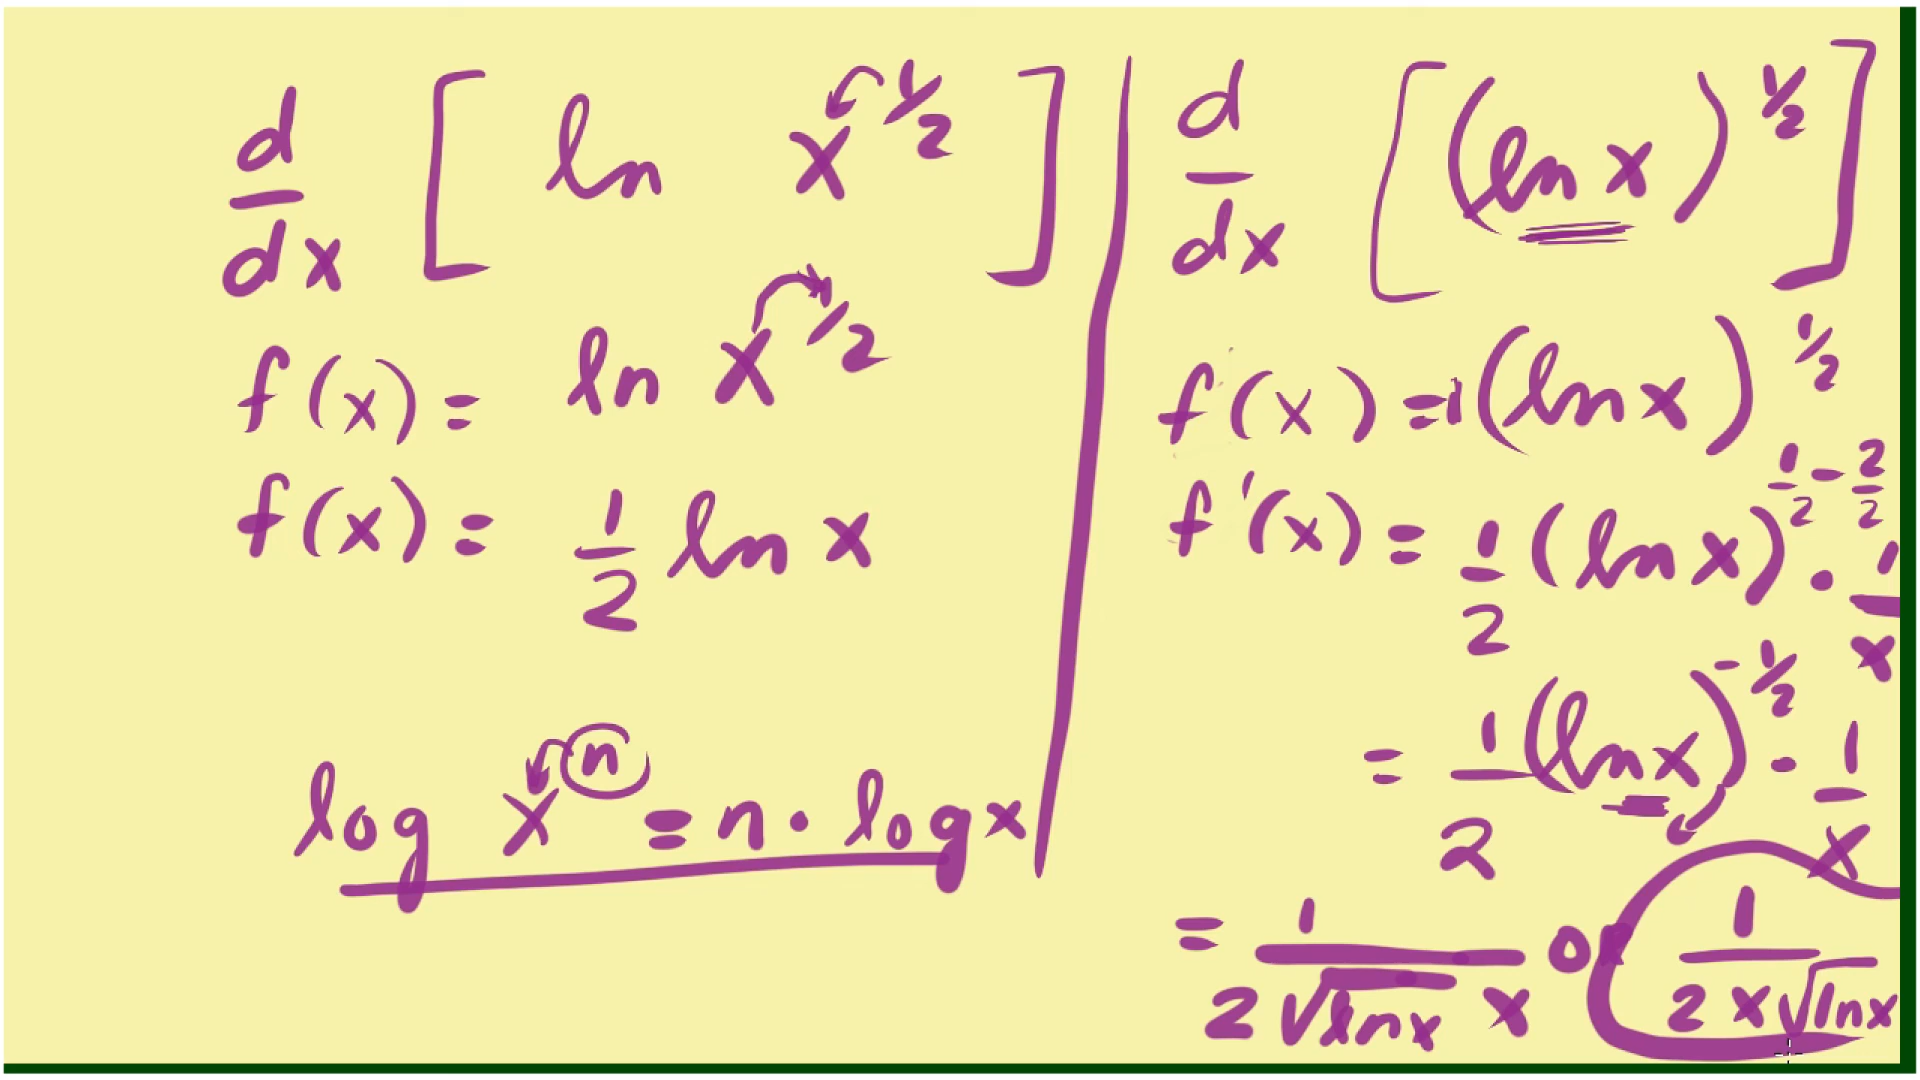 d/dx [ ln x^1/2 ]
f(x) = ln x^1/2
f(x) = 1/2 ln x
log x^n = n · log x
d/dx [ (ln x)^1/2 ]
f(x) = 1(ln x)^1/2
f'(x) = 1/2 (ln x)^1/2 - 2/2 · 1/x
= 1/2 (ln x)^-1/2 · 1/x
= 1/2√lnx x or 1/2x√lnx